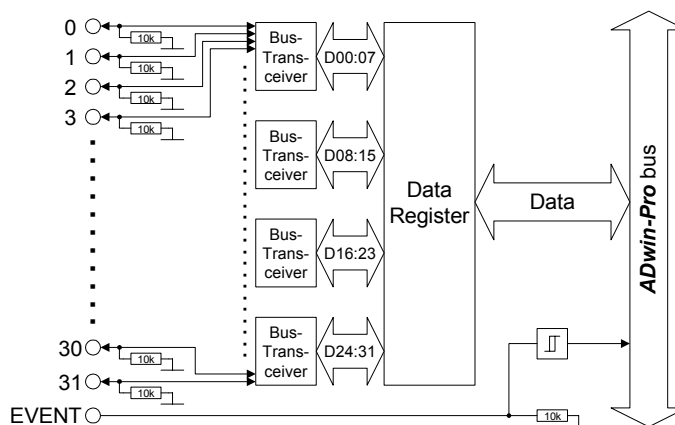 0
10k
1
10k
2
10k
3
10k
30
10k
31
10k
EVENT
Bus-
Trans-
ceiver
D00:07
Bus-
Trans-
ceiver
D08:15
Bus-
Trans-
ceiver
D16:23
Bus-
Trans-
ceiver
D24:31
Data
Register
Data
ADwin-Pro bus
10k